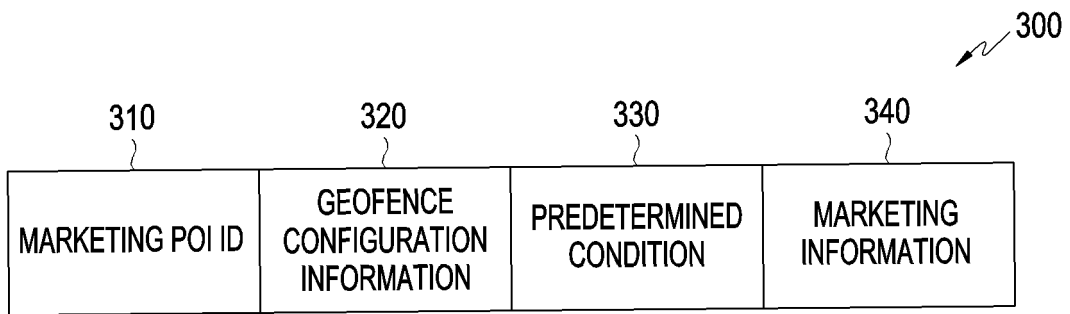 300
310 320 330 340
MARKETING POI ID
GEOFENCE
CONFIGURATION
INFORMATION
PREDETERMINED
CONDITION
MARKETING
INFORMATION